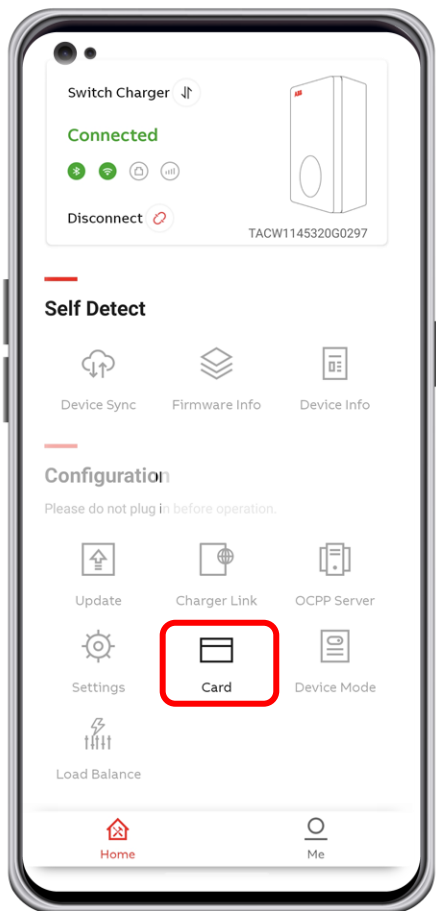 Switch Charger
Connected
Disconnect
ABB
TACW1145320G0297
Self Detect
Device Sync Firmware Info Device Info
Configuration
Please do not plug in before operation.
Update Charger Link OCPP Server
Settings Card Device Mode
Load Balance
Home Me